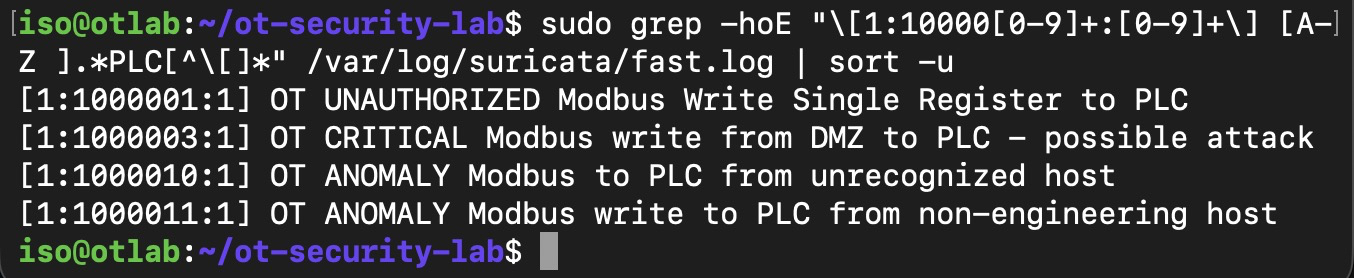 [iso@otlab:~/ot-security-lab$ sudo grep -hoE "\[1:10000[0-9]+:[0-9]+\] [A-]
Z ].*PLC[^\[]*" /var/log/suricata/fast.log | sort -u
[1:1000001:1] OT UNAUTHORIZED Modbus Write Single Register to PLC
[1:1000003:1] OT CRITICAL Modbus write from DMZ to PLC - possible attack
[1:1000010:1] OT ANOMALY Modbus to PLC from unrecognized host
[1:1000011:1] OT ANOMALY Modbus write to PLC from non-engineering host
iso@otlab:~/ot-security-lab$